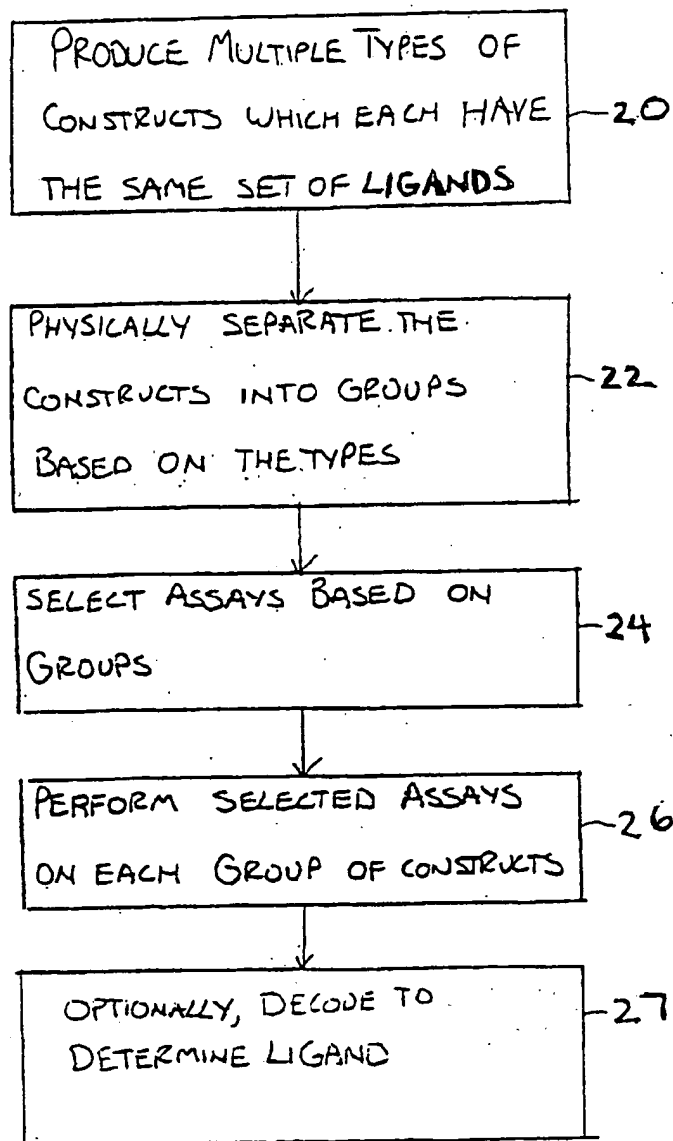 PRODUCE MULTIPLE TYPES OF
CONSTRUCTS WHICH EACH HAVE
THE SAME SET OF LIGANDS
20
PHYSICALLY SEPARATE THE
CONSTRUCTS INTO GROUPS
BASED ON THE TYPES
22
SELECT ASSAYS BASED ON
GROUPS
24
PERFORM SELECTED ASSAYS
ON EACH GROUP OF CONSTRUCTS
26
OPTIONALLY, DECODE TO
DETERMINE LIGAND
27